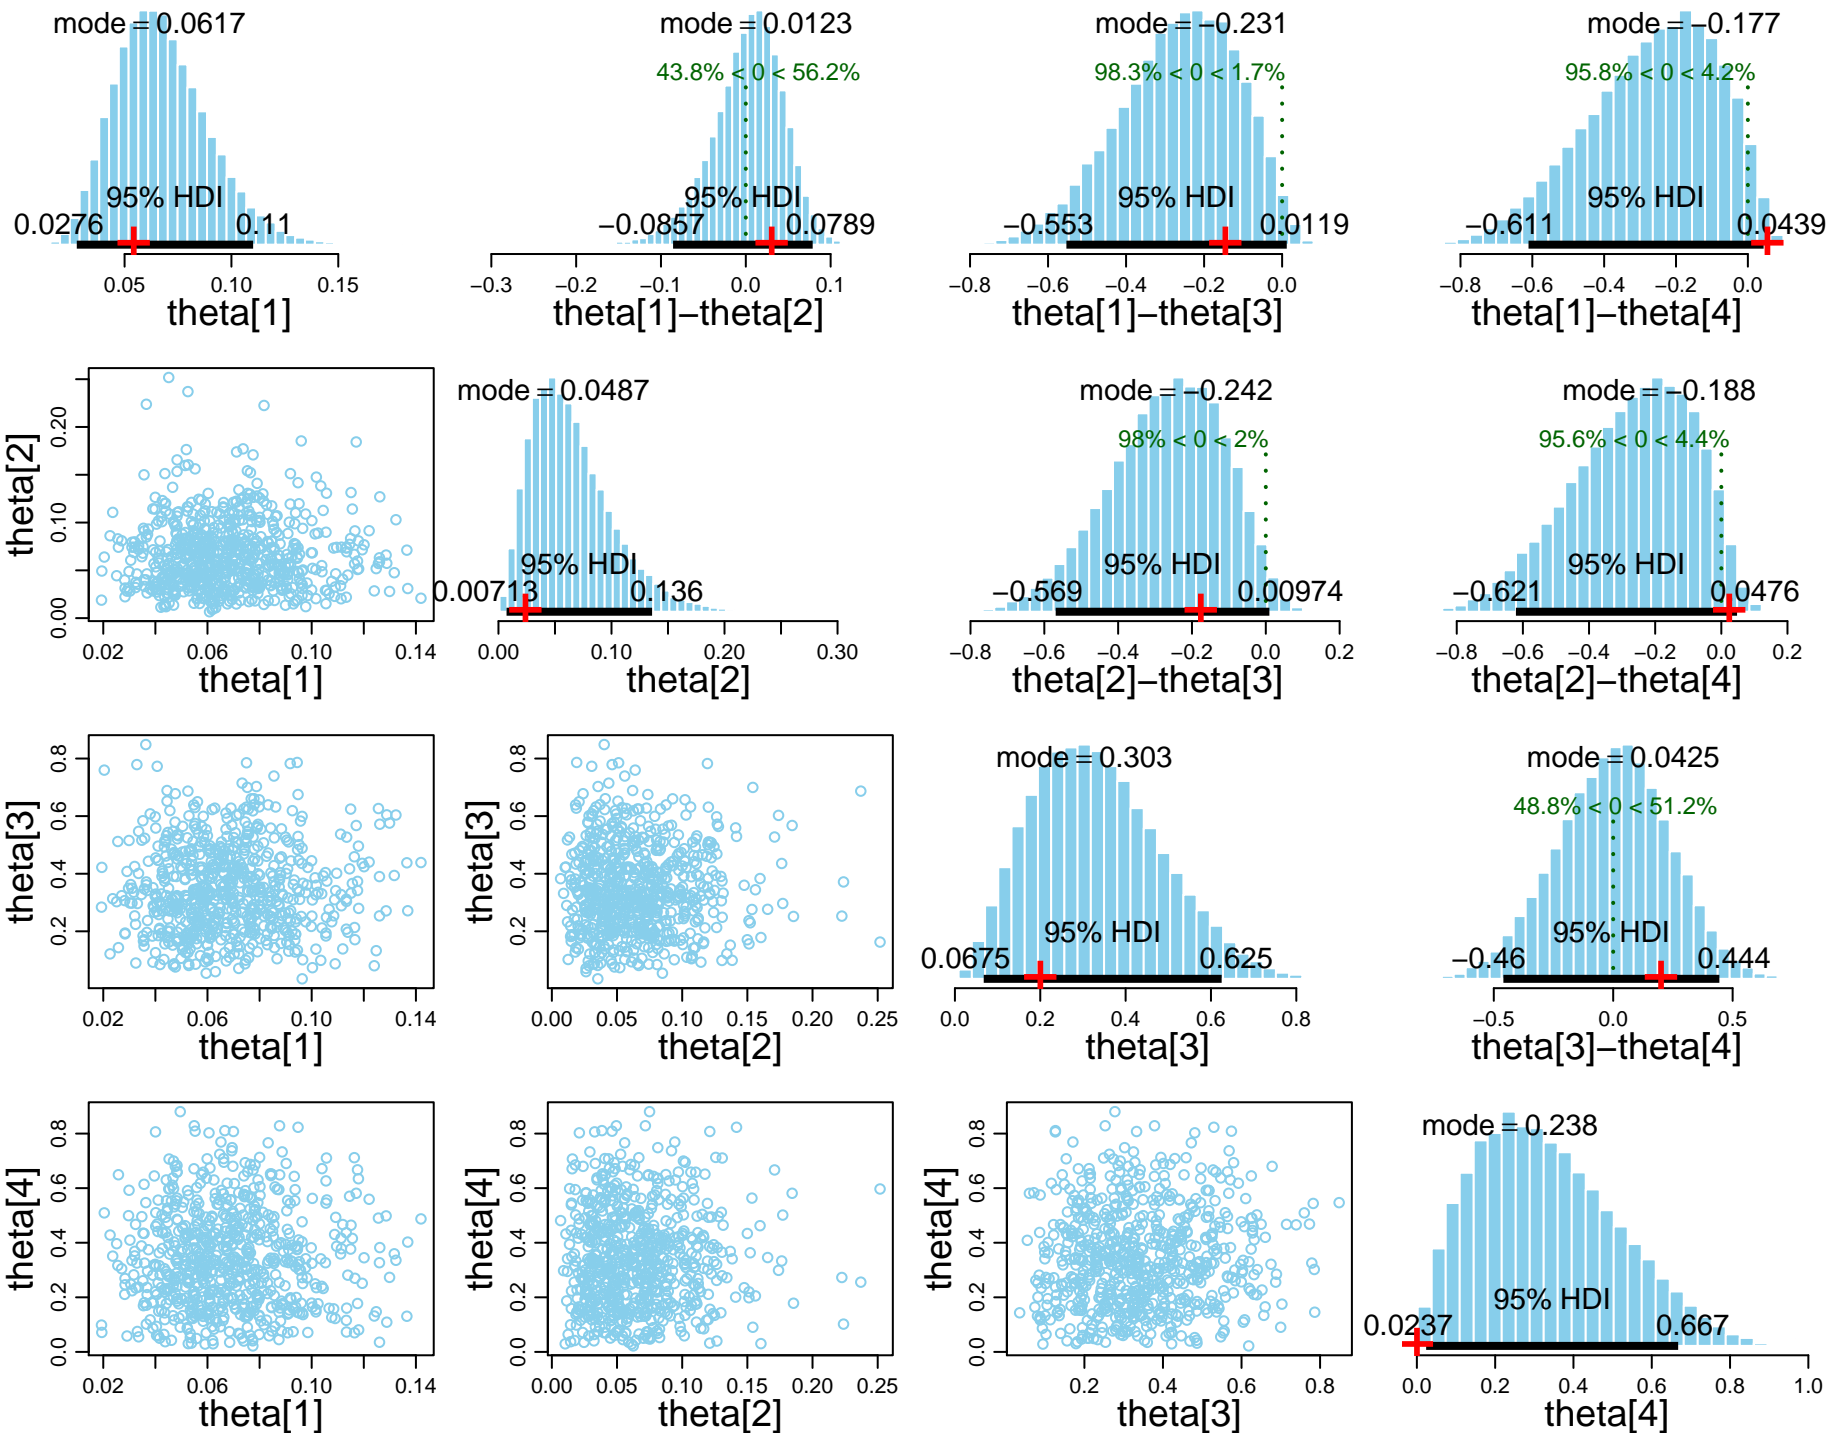 mode = 0.0617
95% HDI
0.0276 0.11
0.05 0.10 0.15
theta[1]
mode = 0.0123
43.8% < 0 < 56.2%
95% HDI
−0.0857 0.0789
−0.3 −0.2 0.0 0.1
theta[1]−theta[2]
mode = −0.231
98.3% < 0 < 1.7%
95% HDI
−0.553 0.0119
−0.8 −0.6 −0.4 −0.2 0.0
theta[1]−theta[3]
mode = −0.177
95.8% < 0 < 4.2%
95% HDI
−0.611 0.0439
−0.8 −0.6 −0.4 −0.2 0.0
theta[1]−theta[4]
theta[2]
0.00 0.10 0.20
0.02 0.06 0.10 0.14
theta[1]
mode = 0.0487
95% HDI
0.00713 0.136
0.00 0.10 0.20 0.30
theta[2]
mode = −0.242
98% < 0 < 2%
95% HDI
−0.569 0.00974
−0.8 −0.6 −0.4 −0.2 0.0 0.2
theta[2]−theta[3]
mode = −0.188
95.6% < 0 < 4.4%
95% HDI
−0.621 0.0476
−0.8 −0.6 −0.4 −0.2 0.0 0.2
theta[2]−theta[4]
theta[3]
0.2 0.4 0.6 0.8
0.02 0.06 0.10 0.14
theta[1]
theta[3]
0.2 0.4 0.6 0.8
0.00 0.05 0.10 0.15 0.20 0.25
theta[2]
mode = 0.303
95% HDI
0.0675 0.625
0.0 0.2 0.4 0.6 0.8
theta[3]
mode = 0.0425
48.8% < 0 < 51.2%
95% HDI
−0.46 0.444
−0.5 0.0 0.5
theta[3]−theta[4]
theta[4]
0.0 0.2 0.4 0.6 0.8
0.02 0.06 0.10 0.14
theta[1]
theta[4]
0.0 0.2 0.4 0.6 0.8
0.00 0.05 0.10 0.15 0.20 0.25
theta[2]
theta[4]
0.0 0.2 0.4 0.6 0.8
0.2 0.4 0.6 0.8
theta[3]
mode = 0.238
95% HDI
0.0237 0.667
0.0 0.2 0.4 0.6 0.8 1.0
theta[4]